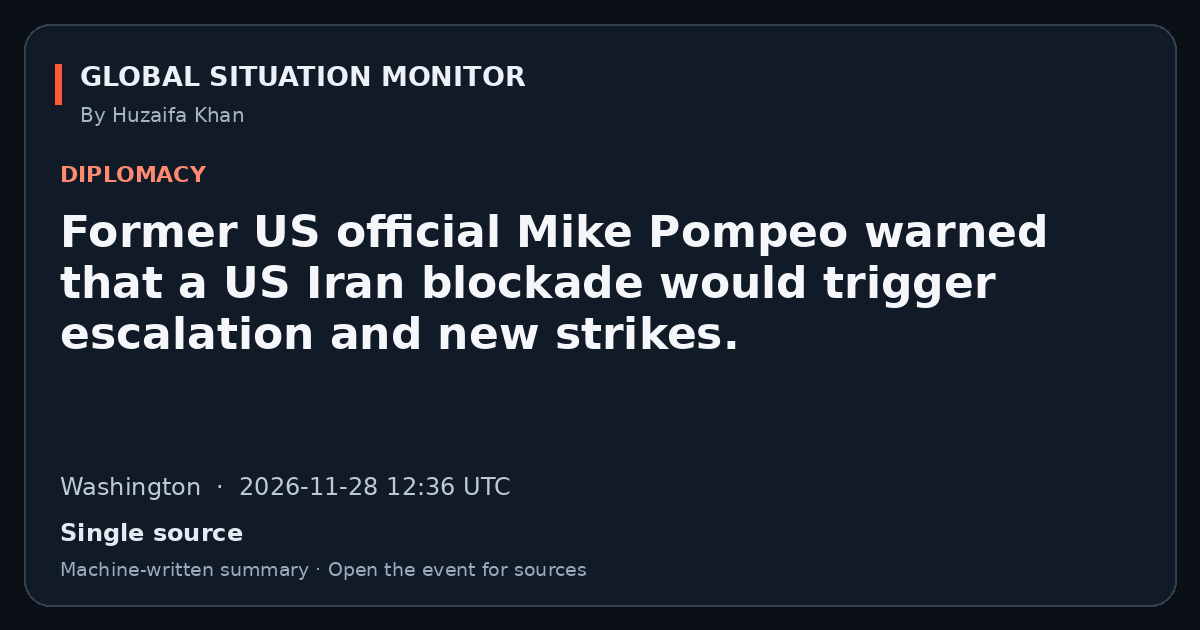 GLOBAL SITUATION MONITOR
By Huzaifa Khan
DIPLOMACY
Former US official Mike Pompeo warned
that a US Iran blockade would trigger
escalation and new strikes.
Washington · 2026-11-28 12:36 UTC
Single source
Machine-written summary · Open the event for sources